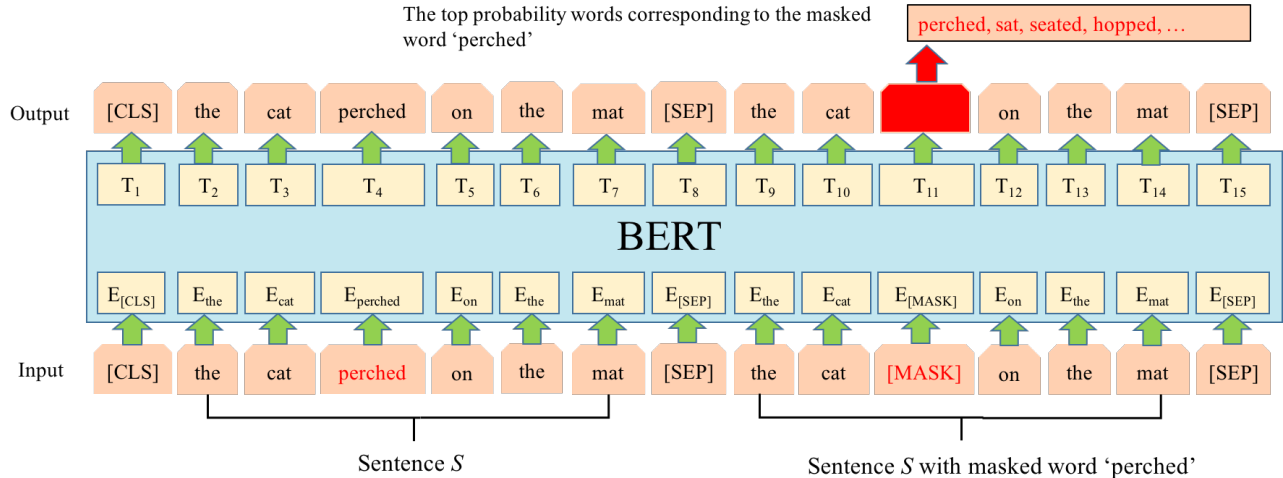 The top probability words corresponding to the masked
word ‘perched’
perched, sat, seated, hopped, …
Output
[CLS] the cat perched on the mat [SEP] the cat on the mat [SEP]
T1 T2 T3 T4 T5 T6 T7 T8 T9 T10 T11 T12 T13 T14 T15
BERT
E[CLS] Ethe Ecat Eperched Eon Ethe Emat E[SEP] Ethe Ecat E[MASK] Eon Ethe Emat E[SEP]
Input
[CLS] the cat perched on the mat [SEP] the cat [MASK] on the mat [SEP]
Sentence S
Sentence S with masked word ‘perched’